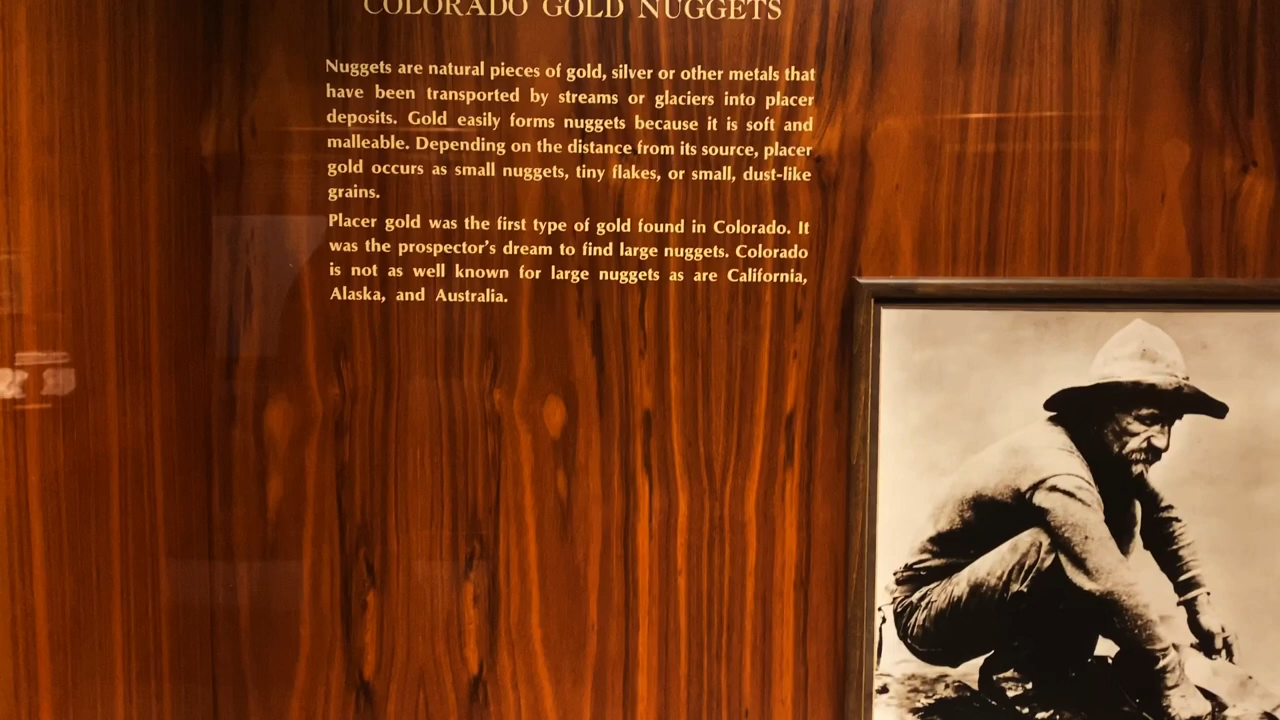 COLORADO GOLD NUGGETS
Nuggets are natural pieces of gold, silver or other metals that
have been transported by streams or glaciers into placer
deposits. Gold easily forms nuggets because it is soft and
malleable. Depending on the distance from its source, placer
gold occurs as small nuggets, tiny flakes, or small, dust-like
grains.
Placer gold was the first type of gold found in Colorado. It
was the prospector's dream to find large nuggets. Colorado
is not as well known for large nuggets as are California,
Alaska, and Australia.